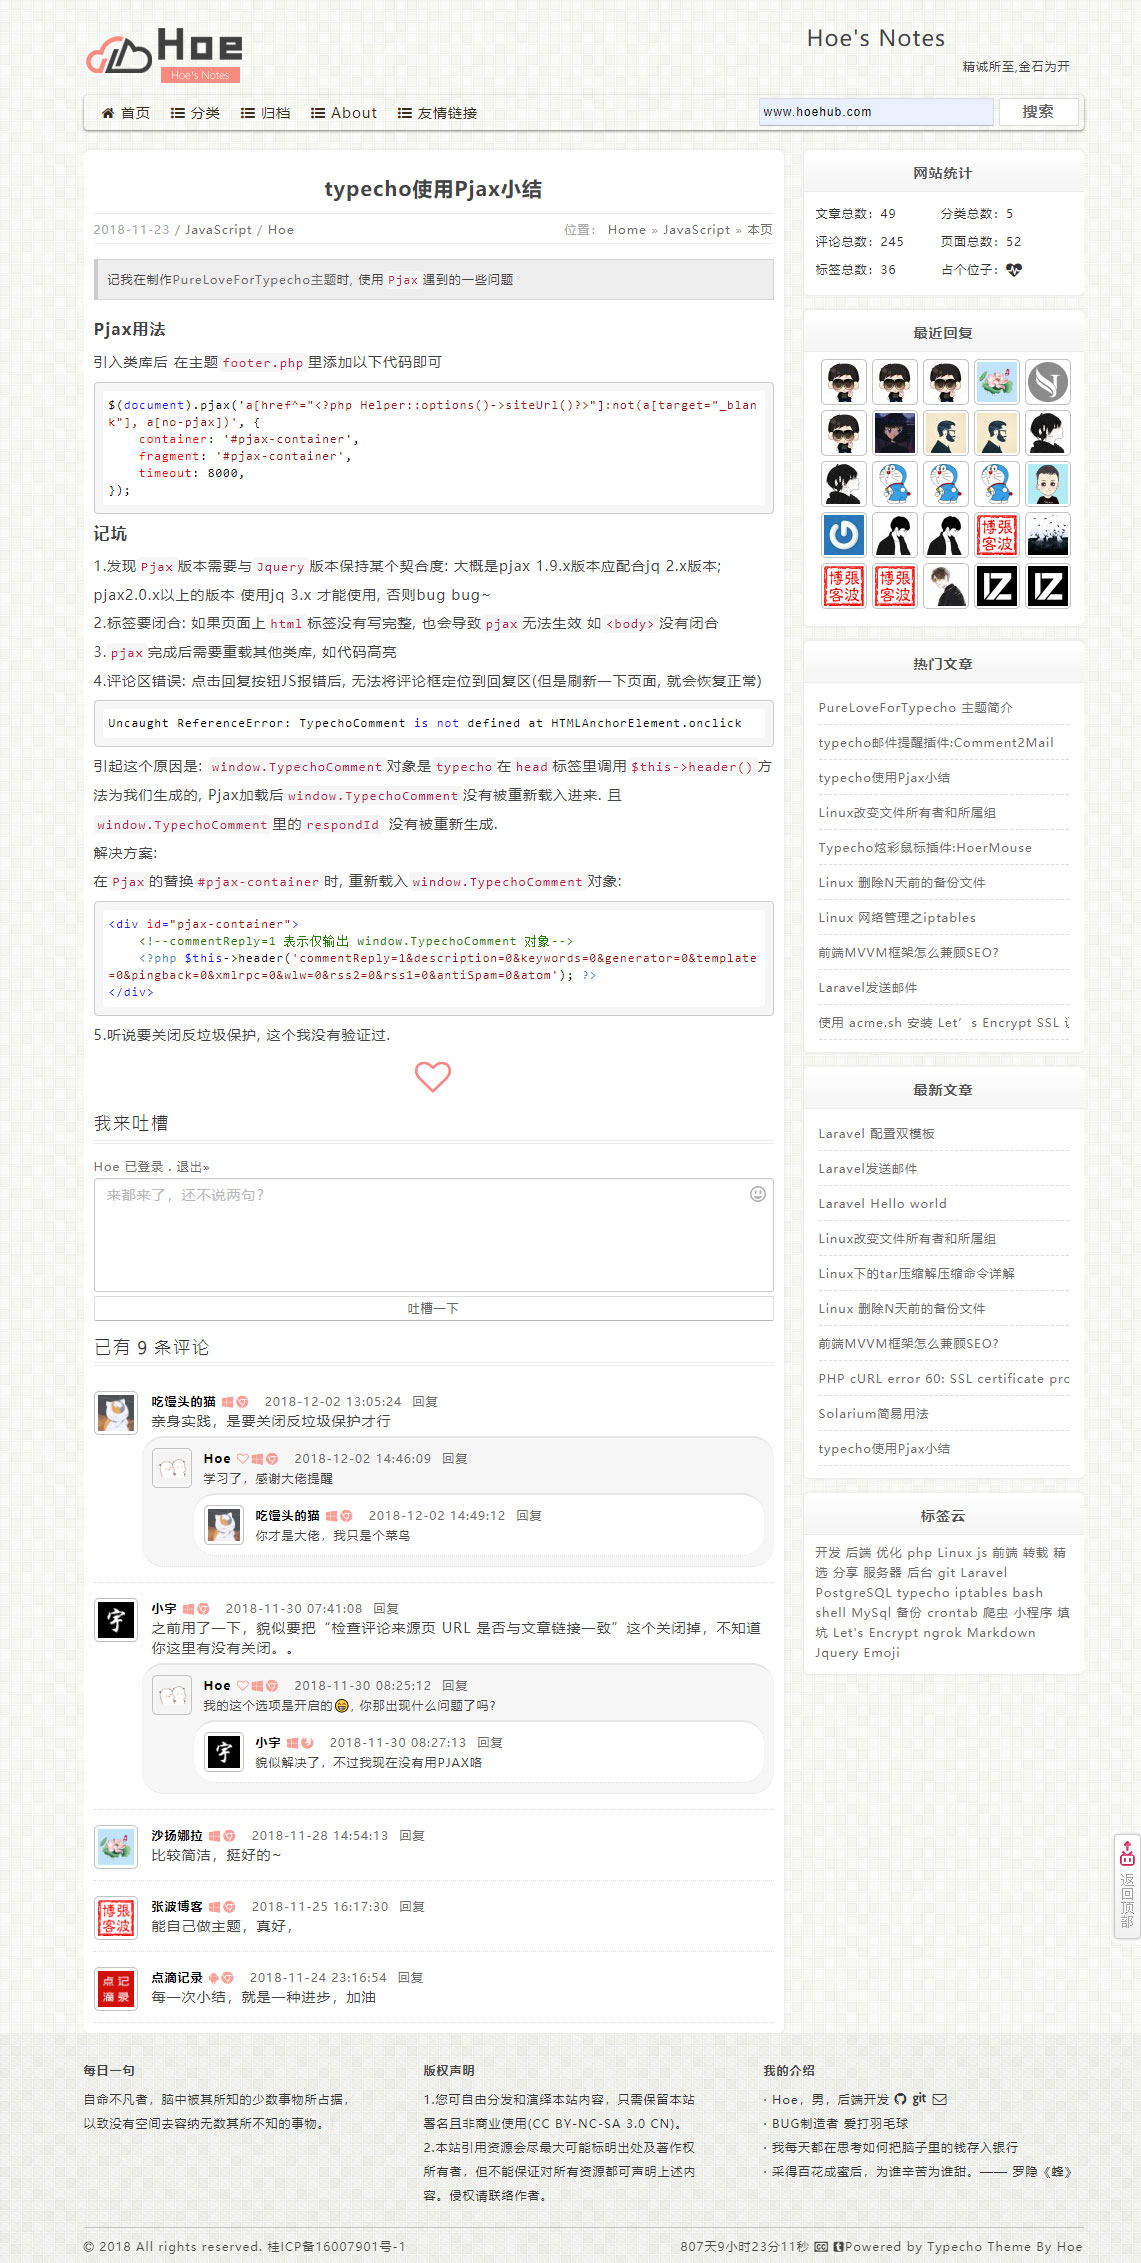 Hoe
Hoe's Notes
Hoe's Notes
精诚所至,金石为开
首页 分类 归档 About 友情链接
www.hoehub.com 搜索
typecho使用Pjax小结
2018-11-23 / JavaScript / Hoe
位置： Home » JavaScript » 本页
记我在制作PureLoveForTypecho主题时, 使用 Pjax 遇到的一些问题
Pjax用法
引入类库后 在主题 footer.php 里添加以下代码即可
$(document).pjax('a[href^="<?php Helper::options()->siteUrl()?>"]:not(a[target="_blan
k"], a[no-pjax])', {
    container: '#pjax-container',
    fragment: '#pjax-container',
    timeout: 8000,
});
记坑
1.发现 Pjax 版本需要与 Jquery 版本保持某个契合度: 大概是pjax 1.9.x版本应配合jq 2.x版本;
pjax2.0.x以上的版本 使用jq 3.x 才能使用, 否则bug bug~
2.标签要闭合: 如果页面上 html 标签没有写完整, 也会导致 pjax 无法生效 如 <body> 没有闭合
3. pjax 完成后需要重载其他类库, 如代码高亮
4.评论区错误: 点击回复按钮JS报错后, 无法将评论框定位到回复区(但是刷新一下页面, 就会恢复正常)
Uncaught ReferenceError: TypechoComment is not defined at HTMLAnchorElement.onclick
引起这个原因是: window.TypechoComment 对象是 typecho 在 head 标签里调用 $this->header() 方
法为我们生成的, Pjax加载后 window.TypechoComment 没有被重新载入进来. 且
window.TypechoComment 里的 respondId 没有被重新生成.
解决方案:
在 Pjax 的替换 #pjax-container 时, 重新载入 window.TypechoComment 对象:
<div id="pjax-container">
    <!--commentReply=1 表示仅输出 window.TypechoComment 对象-->
    <?php $this->header('commentReply=1&description=0&keywords=0&generator=0&template
=0&pingback=0&xmlrpc=0&wlw=0&rss2=0&rss1=0&antiSpam=0&atom'); ?>
</div>
5.听说要关闭反垃圾保护, 这个我没有验证过.
我来吐槽
Hoe 已登录 . 退出»
来都来了，还不说两句？
吐槽一下
已有 9 条评论
吃馒头的猫 2018-12-02 13:05:24 回复
亲身实践，是要关闭反垃圾保护才行
Hoe 2018-12-02 14:46:09 回复
学习了，感谢大佬提醒
吃馒头的猫 2018-12-02 14:49:12 回复
你才是大佬，我只是个菜鸟
宇
小宇 2018-11-30 07:41:08 回复
之前用了一下，貌似要把“检查评论来源页 URL 是否与文章链接一致”这个关闭掉，不知道
你这里有没有关闭。。
Hoe 2018-11-30 08:25:12 回复
我的这个选项是开启的😁, 你那出现什么问题了吗?
宇
小宇 2018-11-30 08:27:13 回复
貌似解决了，不过我现在没有用PJAX咯
沙扬娜拉 2018-11-28 14:54:13 回复
比较简洁，挺好的~
博張
客波
张波博客 2018-11-25 16:17:30 回复
能自己做主题，真好，
点记
滴录
点滴记录 2018-11-24 23:16:54 回复
每一次小结，就是一种进步，加油
网站统计
文章总数：49 分类总数：5
评论总数：245 页面总数：52
标签总数：36 占个位子：
最近回复
博張
客波
博張
客波
博張
客波
热门文章
PureLoveForTypecho 主题简介
typecho邮件提醒插件:Comment2Mail
typecho使用Pjax小结
Linux改变文件所有者和所属组
Typecho炫彩鼠标插件:HoerMouse
Linux 删除N天前的备份文件
Linux 网络管理之iptables
前端MVVM框架怎么兼顾SEO?
Laravel发送邮件
使用 acme.sh 安装 Let’s Encrypt SSL
最新文章
Laravel 配置双模板
Laravel发送邮件
Laravel Hello world
Linux改变文件所有者和所属组
Linux下的tar压缩解压缩命令详解
Linux 删除N天前的备份文件
前端MVVM框架怎么兼顾SEO?
PHP cURL error 60: SSL certificate pro
Solarium简易用法
typecho使用Pjax小结
标签云
开发 后端 优化 php Linux js 前端 转载 精
选 分享 服务器 后台 git Laravel
PostgreSQL typecho iptables bash
shell MySql 备份 crontab 爬虫 小程序 填
坑 Let's Encrypt ngrok Markdown
Jquery Emoji
返回顶部
每日一句
自命不凡者，脑中被其所知的少数事物所占据，
以致没有空间去容纳无数其所不知的事物。
版权声明
1.您可自由分发和演绎本站内容，只需保留本站
署名且非商业使用(CC BY-NC-SA 3.0 CN)。
2.本站引用资源会尽最大可能标明出处及著作权
所有者，但不能保证对所有资源都可声明上述内
容。侵权请联络作者。
我的介绍
· Hoe，男，后端开发 git
· BUG制造者 爱打羽毛球
· 我每天都在思考如何把脑子里的钱存入银行
· 采得百花成蜜后，为谁辛苦为谁甜。—— 罗隐《蜂》
© 2018 All rights reserved. 桂ICP备16007901号-1
807天9小时23分11秒 Powered by Typecho Theme By Hoe